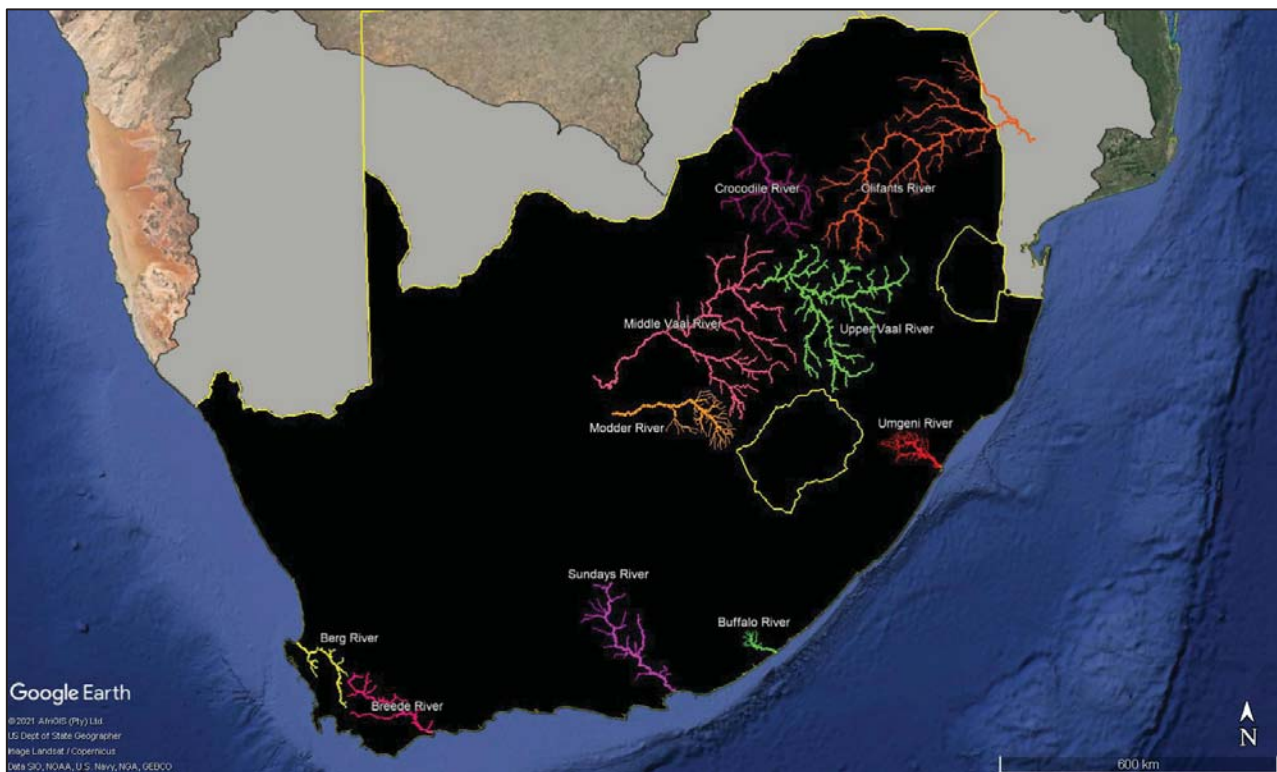 Crocodile River
Olifants River
Middle Vaal River
Upper Vaal River
Modder River
Umgeni River
Sundays River
Buffalo River
Berg River
Breede River
Google Earth
©2021 AfriGIS (Pty) Ltd.
US Dept of State Geographer
Image Landsat / Copernicus
Data SIO, NOAA, U.S. Navy, NGA, GEBCO
N
600 km